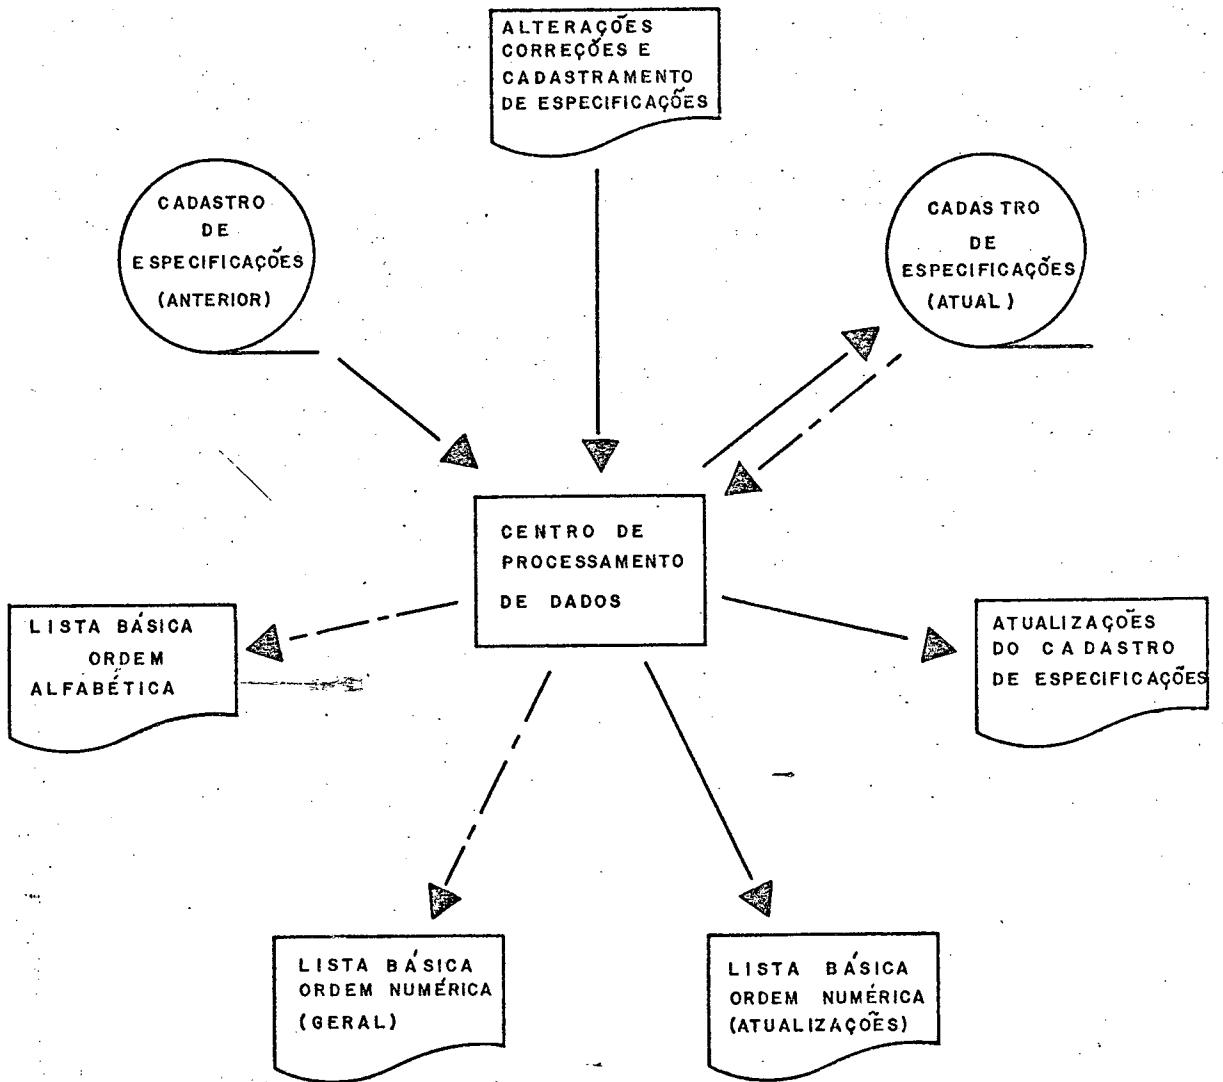 ALTERAÇÕES
CORREÇÕES E
CADASTRAMENTO
DE ESPECIFICAÇÕES
CADASTRO
DE
ESPECIFICAÇÕES
(ANTERIOR)
CADASTRO
DE
ESPECIFICAÇÕES
(ATUAL)
CENTRO DE
PROCESSAMENTO
DE DADOS
LISTA BÁSICA
ORDEM
ALFABÉTICA
ATUALIZAÇÕES
DO CADASTRO
DE ESPECIFICAÇÕES
LISTA BÁSICA
ORDEM NUMÉRICA
(GERAL)
LISTA BÁSICA
ORDEM NUMÉRICA
(ATUALIZAÇÕES)